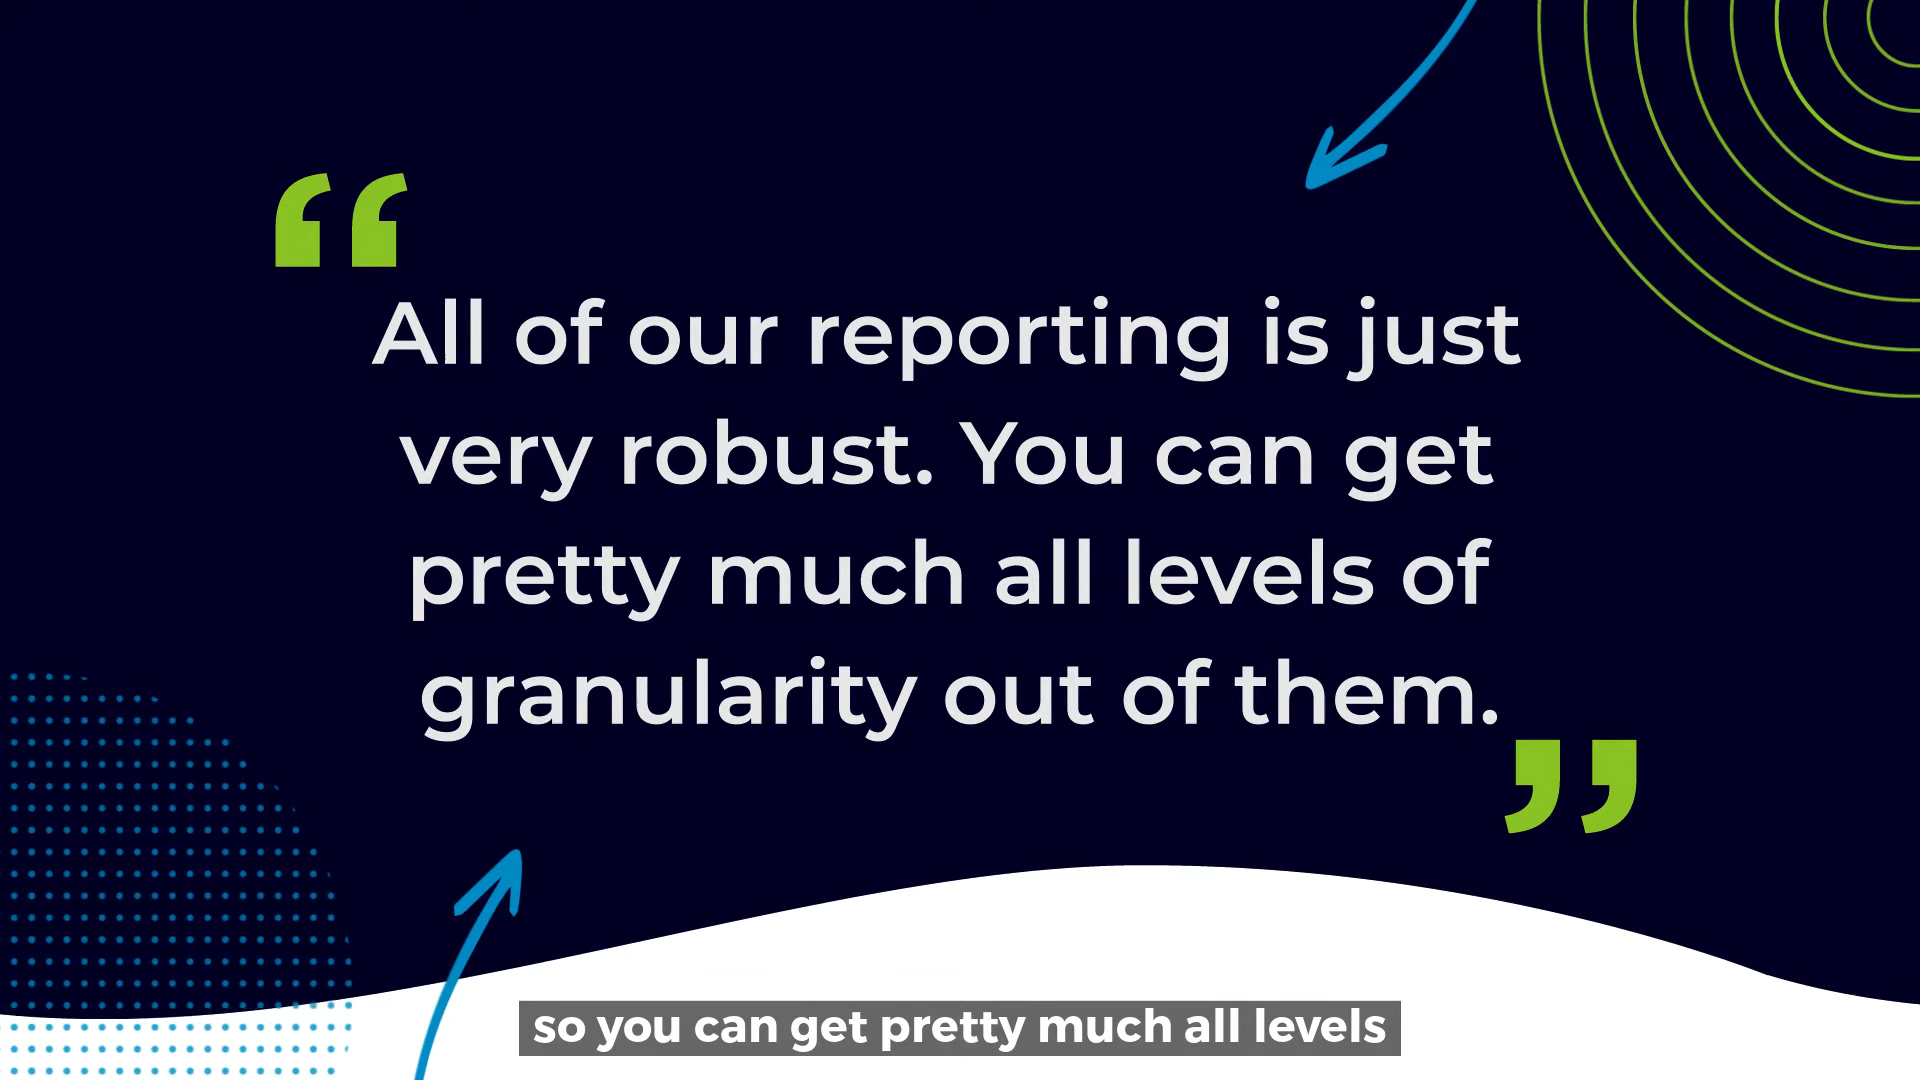 “
All of our reporting is just
very robust. You can get
pretty much all levels of
granularity out of them.
”
so you can get pretty much all levels